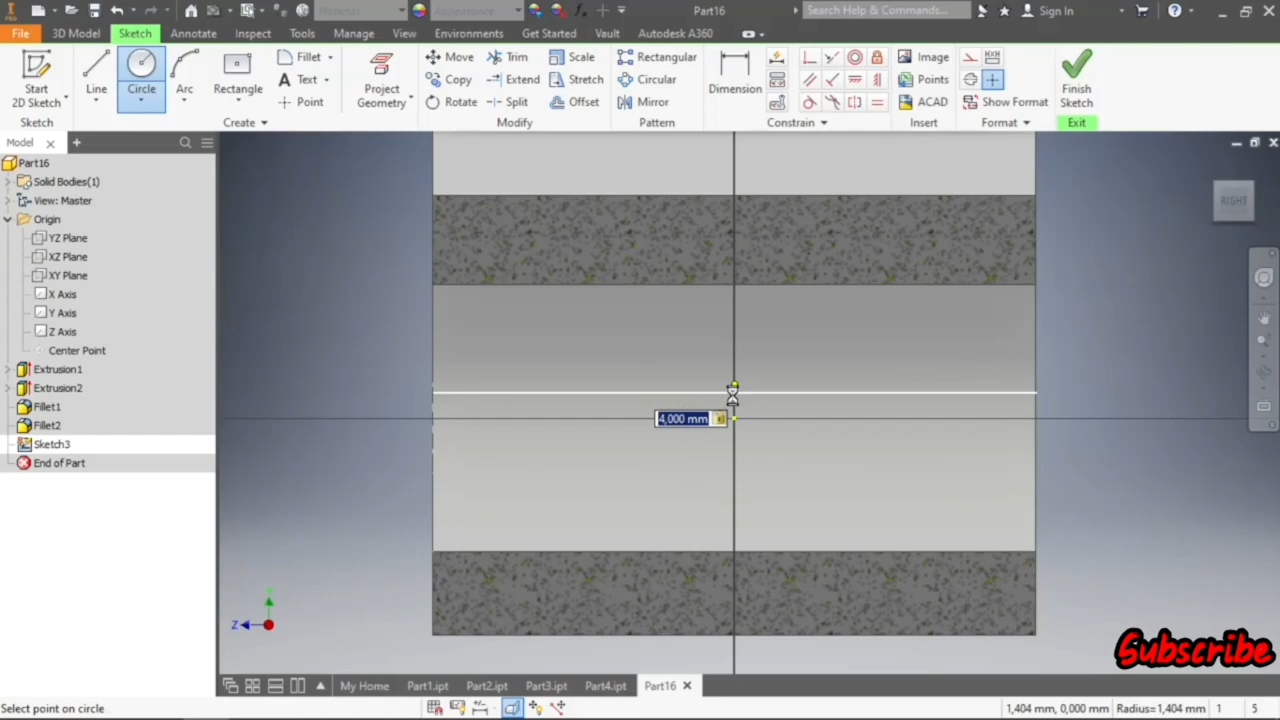 Material
Appearance
Part16
Search Help & Commands...
Sign In
PRO
File
3D Model
Sketch
Annotate
Inspect
Tools
Manage
View
Environments
Get Started
Vault
Autodesk A360
Start
2D Sketch
Line
Circle
Arc
Rectangle
Fillet
Text
Point
Project
Geometry
Move
Copy
Rotate
Trim
Extend
Split
Scale
Stretch
Offset
Rectangular
Circular
Mirror
Dimension
Image
Points
ACAD
Show Format
Finish
Sketch
Sketch
Create
Modify
Pattern
Constrain
Insert
Format
Exit
Model
Part16
Solid Bodies(1)
View: Master
Origin
YZ Plane
XZ Plane
XY Plane
X Axis
Y Axis
Z Axis
Center Point
Extrusion1
Extrusion2
Fillet1
Fillet2
Sketch3
End of Part
RIGHT
4,000 mm
Z
Subscribe
My Home
Part1.ipt
Part2.ipt
Part3.ipt
Part4.ipt
Part16
Select point on circle
1,404 mm, 0,000 mm
Radius=1,404 mm
1
5